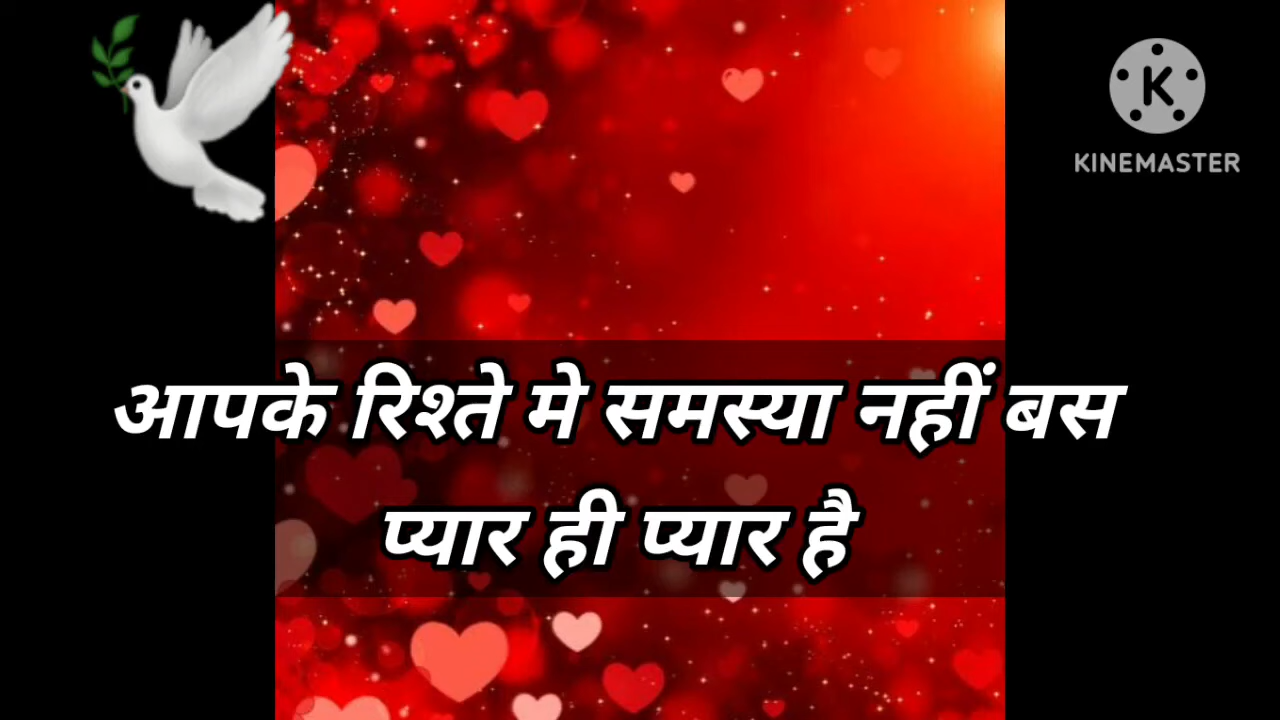 K
KINEMASTER
आपके रिश्ते मे समस्या नहीं बस
प्यार ही प्यार है